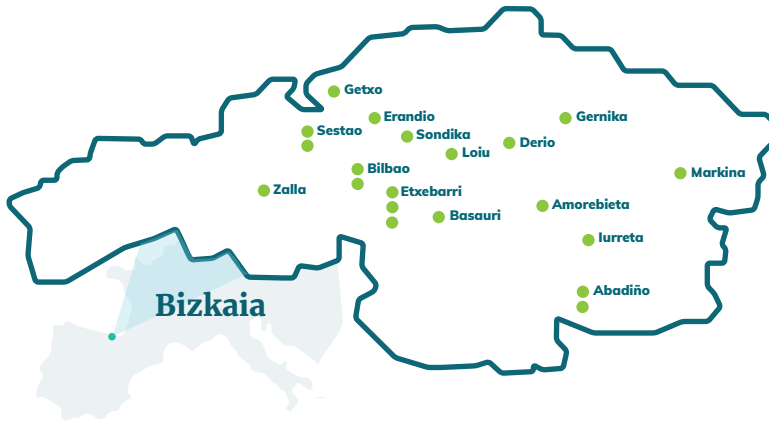 Getxo
Erandio
Gernika
Sestao
Sondika
Derio
Loiu
Bilbao
Markina
Zalla
Etxebarri
Amorebieta
Basauri
Iurreta
Abadiño
Bizkaia